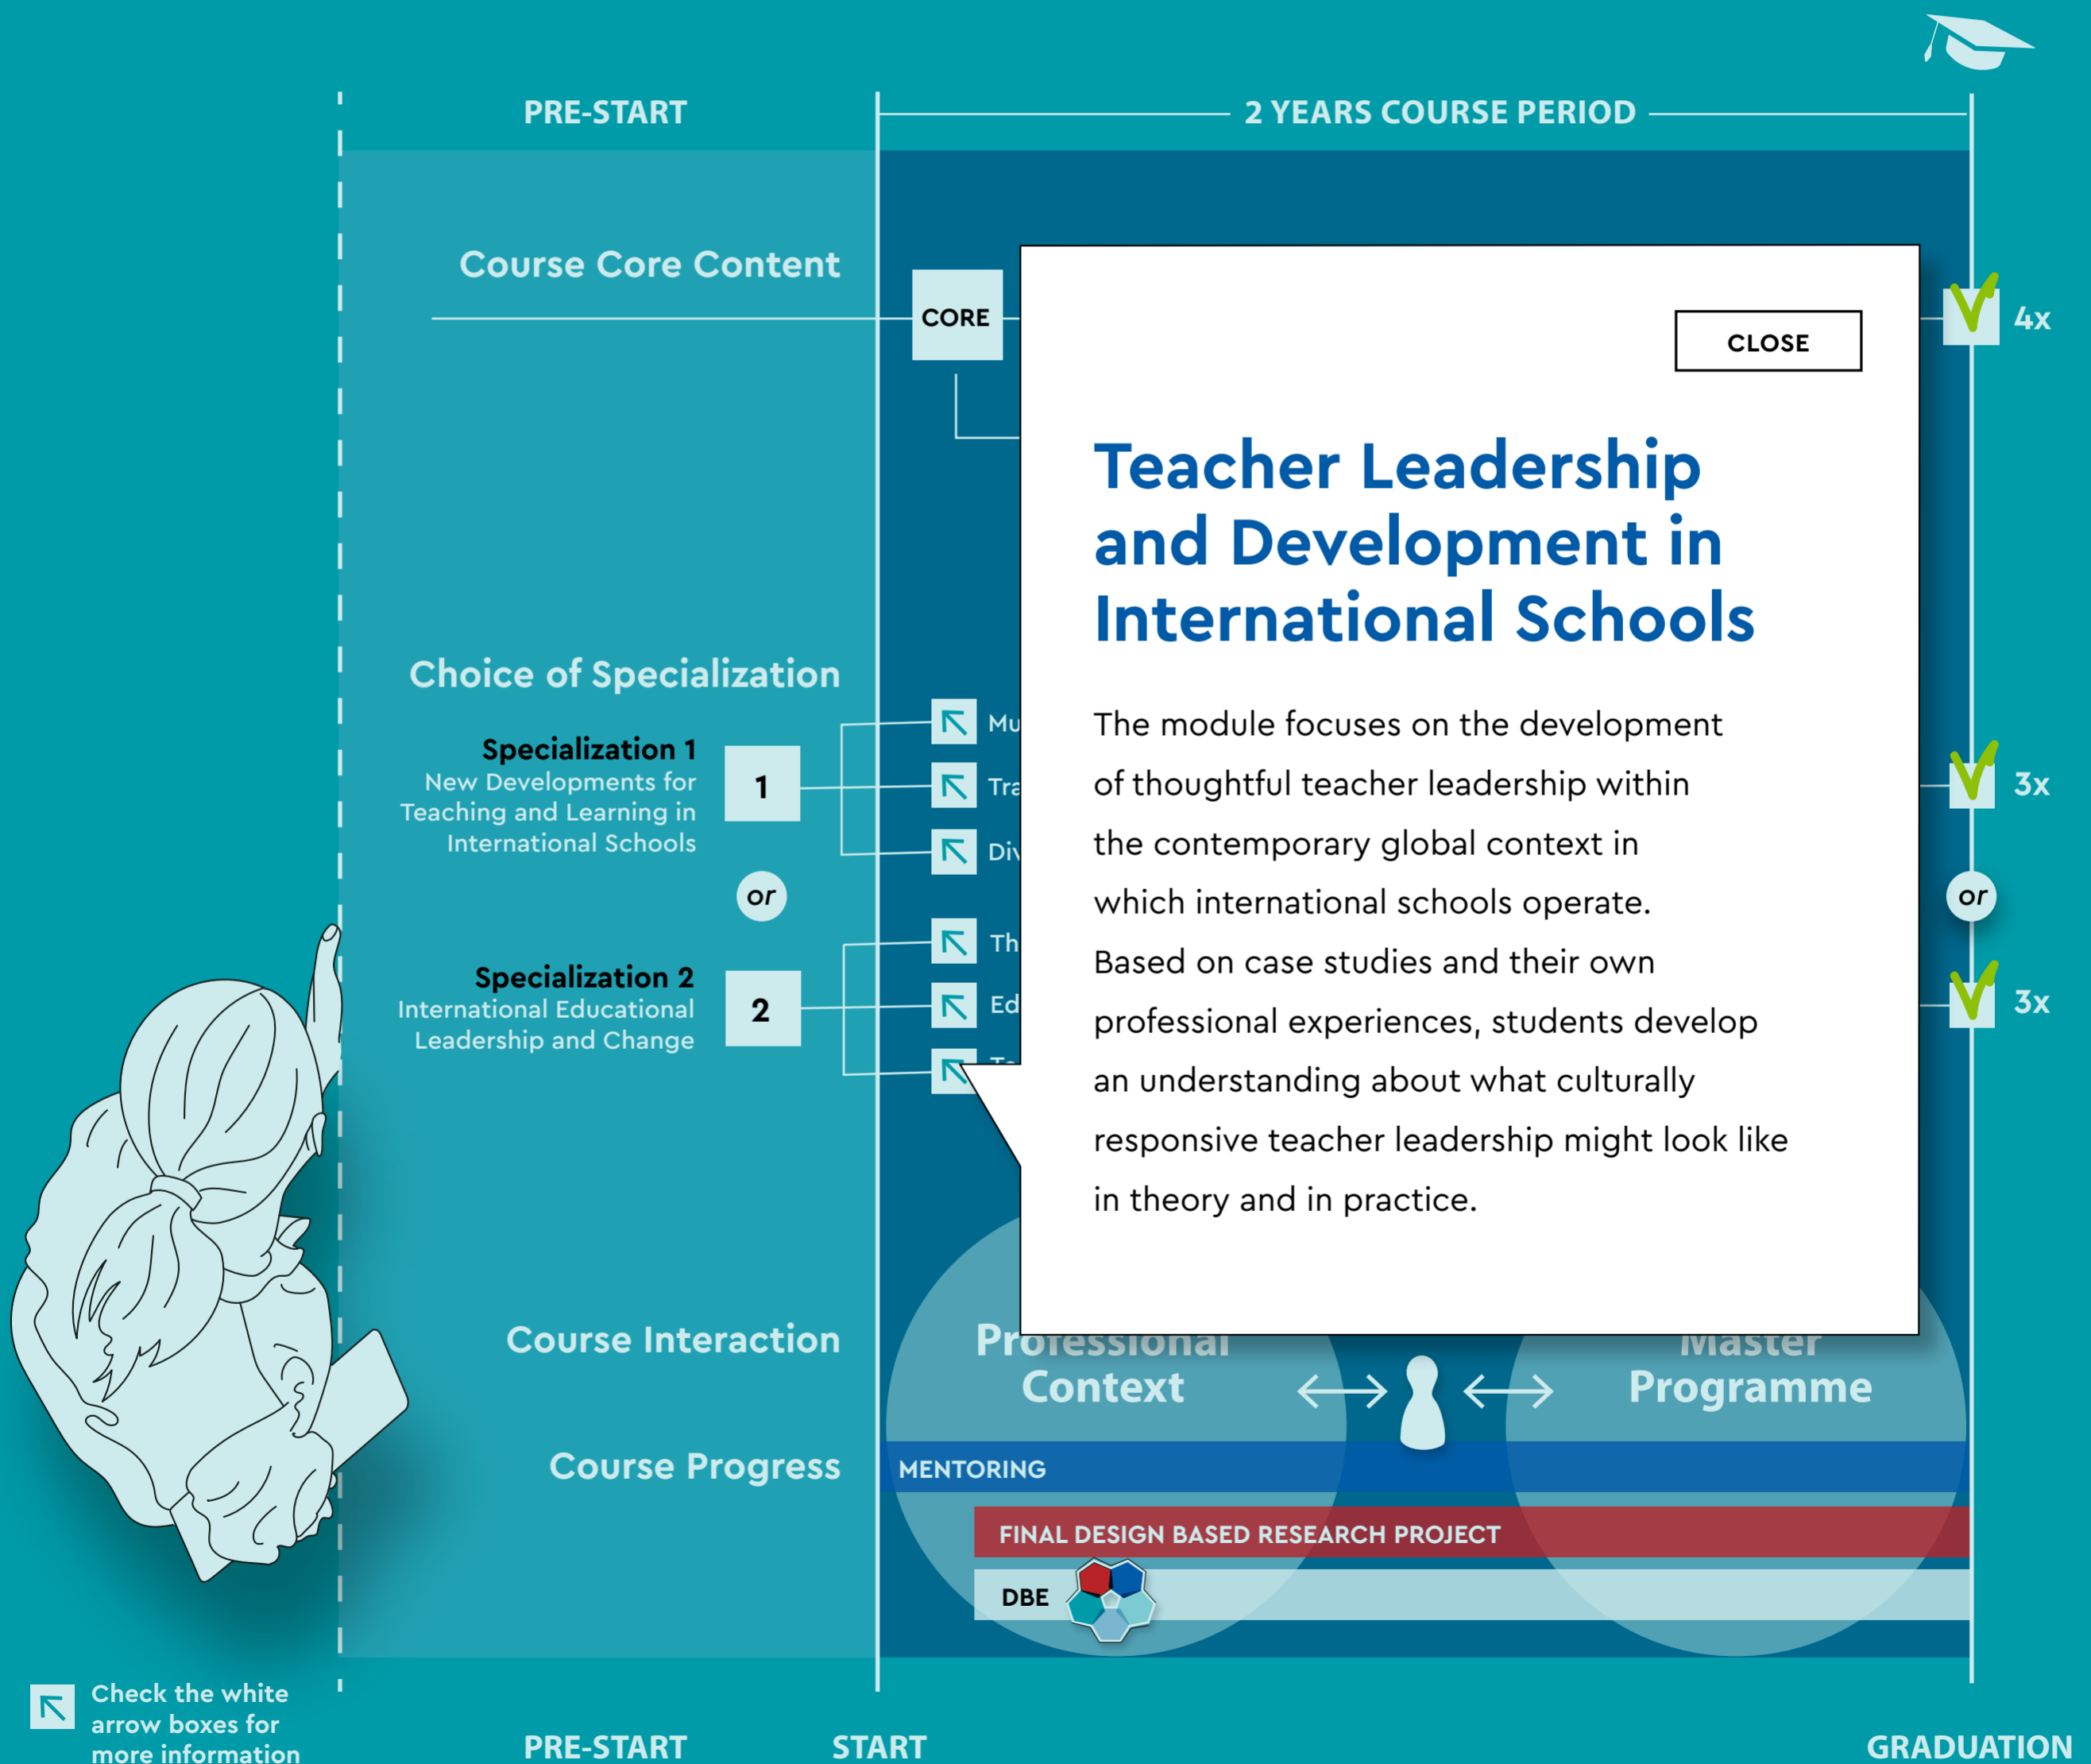 PRE-START
2 YEARS COURSE PERIOD
Course Core Content
CORE
4x
CLOSE
Teacher Leadership
and Development in
International Schools
The module focuses on the development
of thoughtful teacher leadership within
the contemporary global context in
which international schools operate.
Based on case studies and their own
professional experiences, students develop
an understanding about what culturally
responsive teacher leadership might look like
in theory and in practice.
Choice of Specialization
Specialization 1
New Developments for
Teaching and Learning in
International Schools
1
Mu
Tra
Div
3x
or
or
Specialization 2
International Educational
Leadership and Change
2
Th
Ed
3x
Course Interaction
Professional
Context
Master
Programme
Course Progress
MENTORING
FINAL DESIGN BASED RESEARCH PROJECT
DBE
Check the white
arrow boxes for
more information
PRE-START
START
GRADUATION